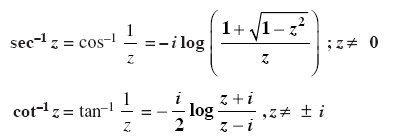 sec⁻¹ z = cos⁻¹ 1/z = −i log((1 + √(1 − z²))/z) ; z ≠ 0
cot⁻¹ z = tan⁻¹ 1/z = − i/2 log (z + i)/(z − i) , z ≠ ± i